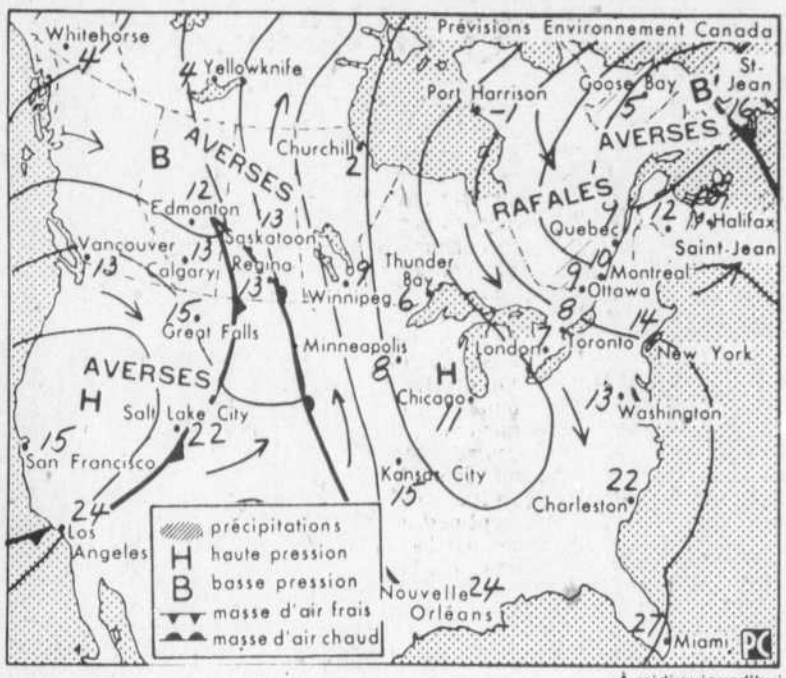 Prévisions Environnement Canada
Whitehorse
4
4
Yellowknife
Port Harrison
-1
Goose Bay
5
St-
Jean
B
16
AVERSES
AVERSES
B
Churchill
2
RAFALES
12
Edmonton
13
Saskatoon
Vancouver
13
13
Calgary
Regina
13
9
Winnipeg
Thunder
Bay
6
9
Quebec
12
Halifax
Saint-Jean
10
Montreal
9
Ottawa
8
Toronto
7
London
14
New York
15
Great Falls
AVERSES
H
Minneapolis
8
H
Chicago
11
13
Washington
Salt Lake City
22
15
San Francisco
Kansas City
15
22
Charleston
24
Los
Angeles
Nouvelle
Orléans
24
27
Miami
précipitations
H haute pression
B basse pression
masse d'air frais
masse d'air chaud
PC